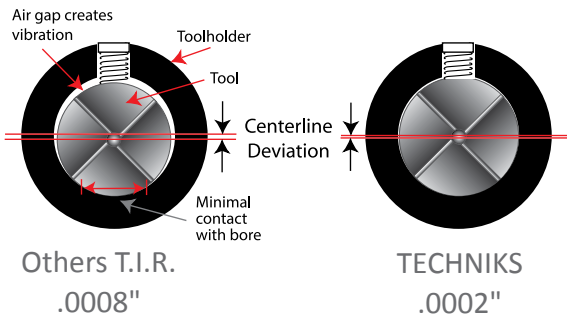 Air gap creates
vibration
Toolholder
Tool
Centerline
Deviation
Minimal
contact
with bore
Others T.I.R.
.0008"
TECHNIKS
.0002"